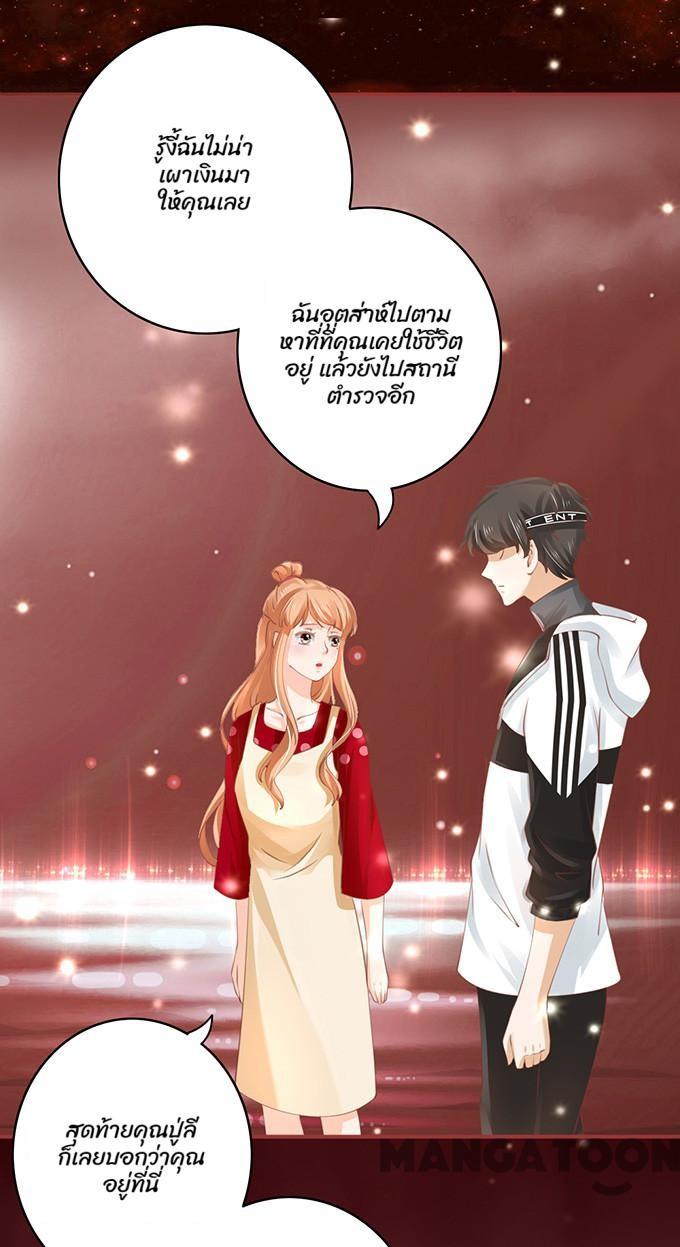 รู้งี้ฉันไม่น่า
เผาเงินมา
ให้คุณเลย
ฉันอุตส่าห์ไปตาม
หาที่ที่คุณเคยใช้ชีวิต
อยู่ แล้วยังไปสถานี
ตำรวจอีก
T ENT
สุดท้ายคุณปู่ลี
ก็เลยบอกว่าคุณ
อยู่ที่นี่
MANGATOON